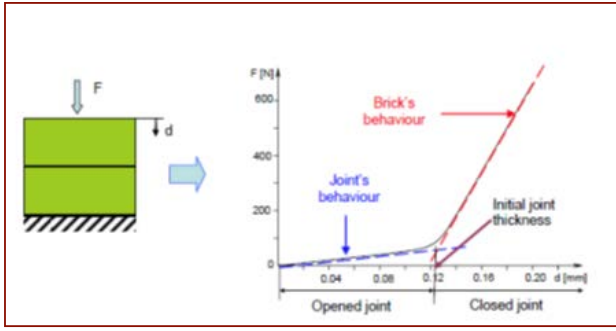 F
d
F [N]
600
400
200
0
Brick's
behaviour
Joint's
behaviour
Initial joint
thickness
0.04
0.08
0.12
0.16
0.20
d [mm]
Opened joint
Closed joint